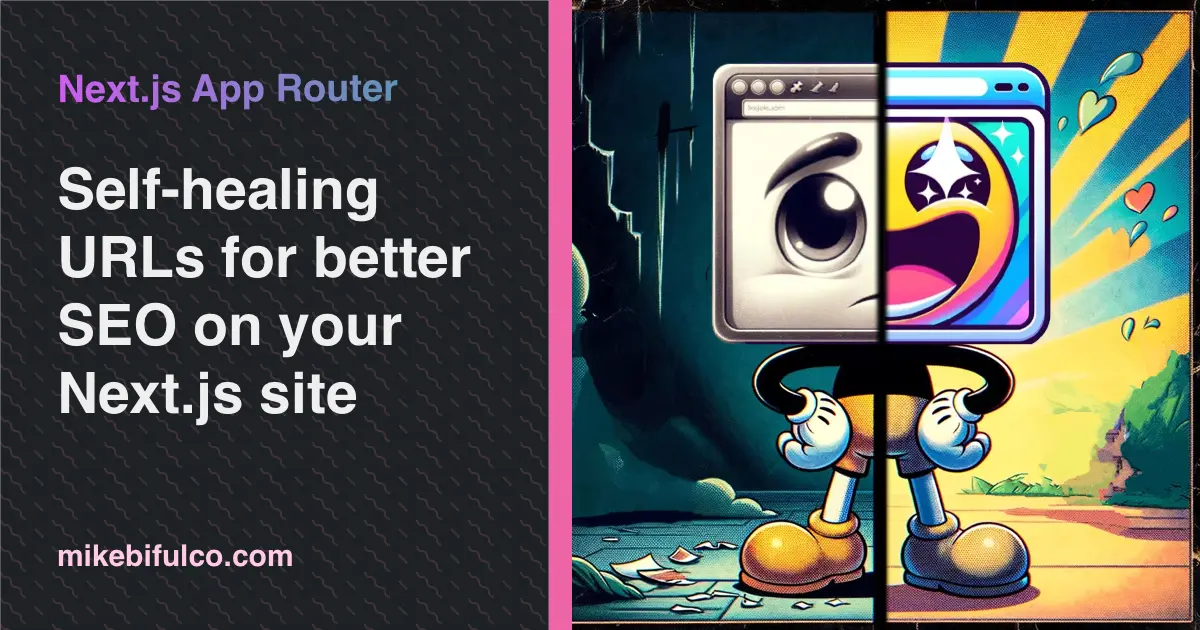 Next.js App Router
Self-healing
URLs for better
SEO on your
Next.js site
mikebifulco.com